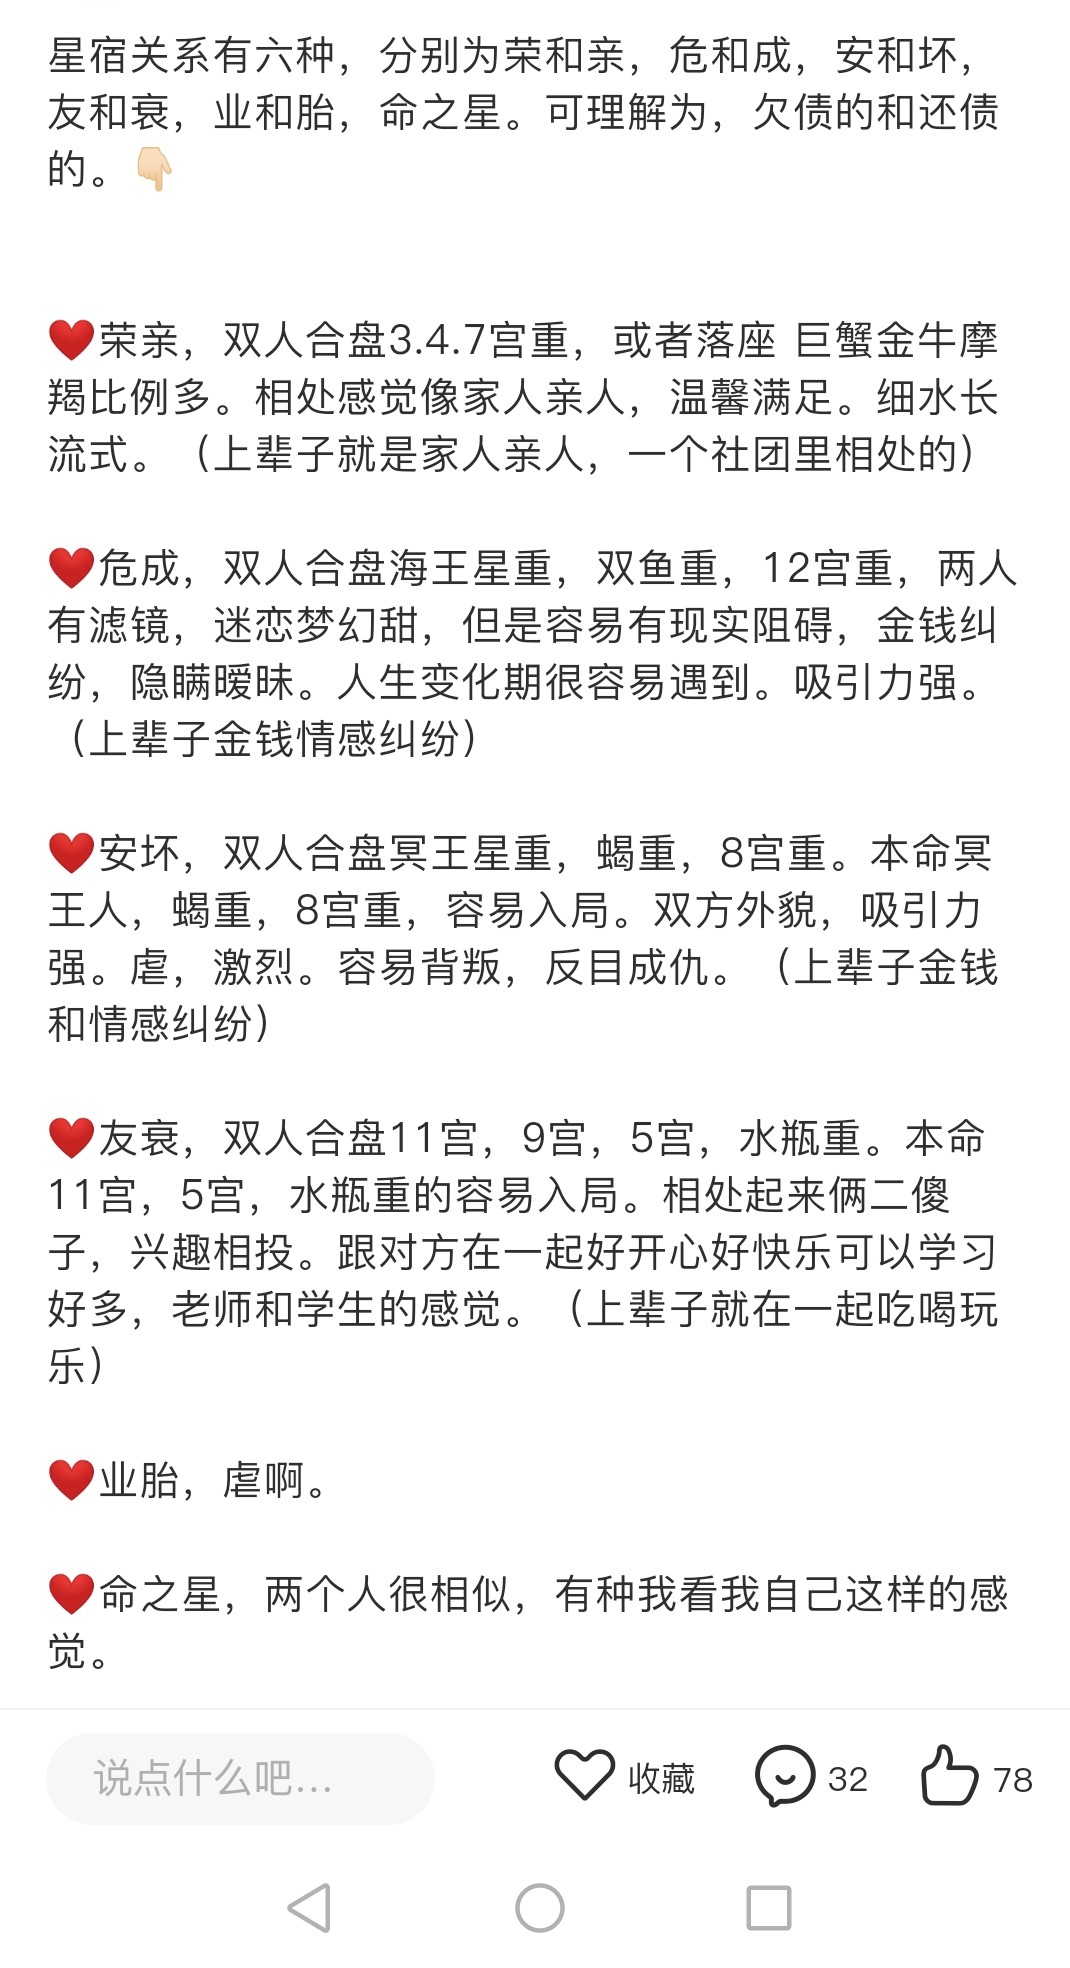 星宿关系有六种，分别为荣和亲，危和成，安和坏，
友和衰，业和胎，命之星。可理解为，欠债的和还债
的。👇🏻
❤️荣亲，双人合盘3.4.7宫重，或者落座 巨蟹金牛摩
羯比例多。相处感觉像家人亲人，温馨满足。细水长
流式。（上辈子就是家人亲人，一个社团里相处的）
❤️危成，双人合盘海王星重，双鱼重，12宫重，两人
有滤镜，迷恋梦幻甜，但是容易有现实阻碍，金钱纠
纷，隐瞒暧昧。人生变化期很容易遇到。吸引力强。
（上辈子金钱情感纠纷）
❤️安坏，双人合盘冥王星重，蝎重，8宫重。本命冥
王人，蝎重，8宫重，容易入局。双方外貌，吸引力
强。虐，激烈。容易背叛，反目成仇。（上辈子金钱
和情感纠纷）
❤️友衰，双人合盘11宫，9宫，5宫，水瓶重。本命
11宫，5宫，水瓶重的容易入局。相处起来俩二傻
子，兴趣相投。跟对方在一起好开心好快乐可以学习
好多，老师和学生的感觉。（上辈子就在一起吃喝玩
乐）
❤️业胎，虐啊。
❤️命之星，两个人很相似，有种我看我自己这样的感
觉。
说点什么吧... 收藏 32 78